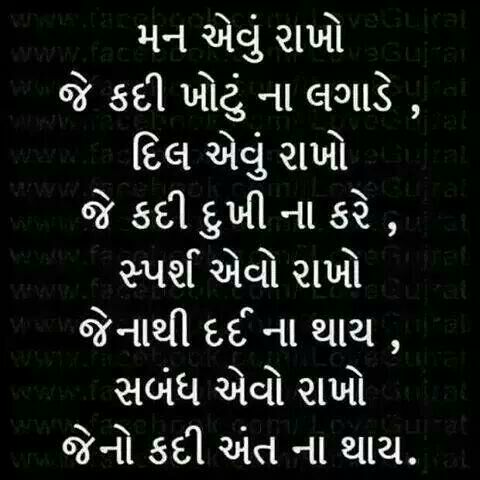 મન એવું રાખો
જે કદી ખોટું ના લગાડે ,
દિલ એવું રાખો
જે કદી દુખી ના કરે ,
સ્પર્શ એવો રાખો
જેનાથી દર્દ ના થાય ,
સબંધ એવો રાખો
જેનો કદી અંત ના થાય.